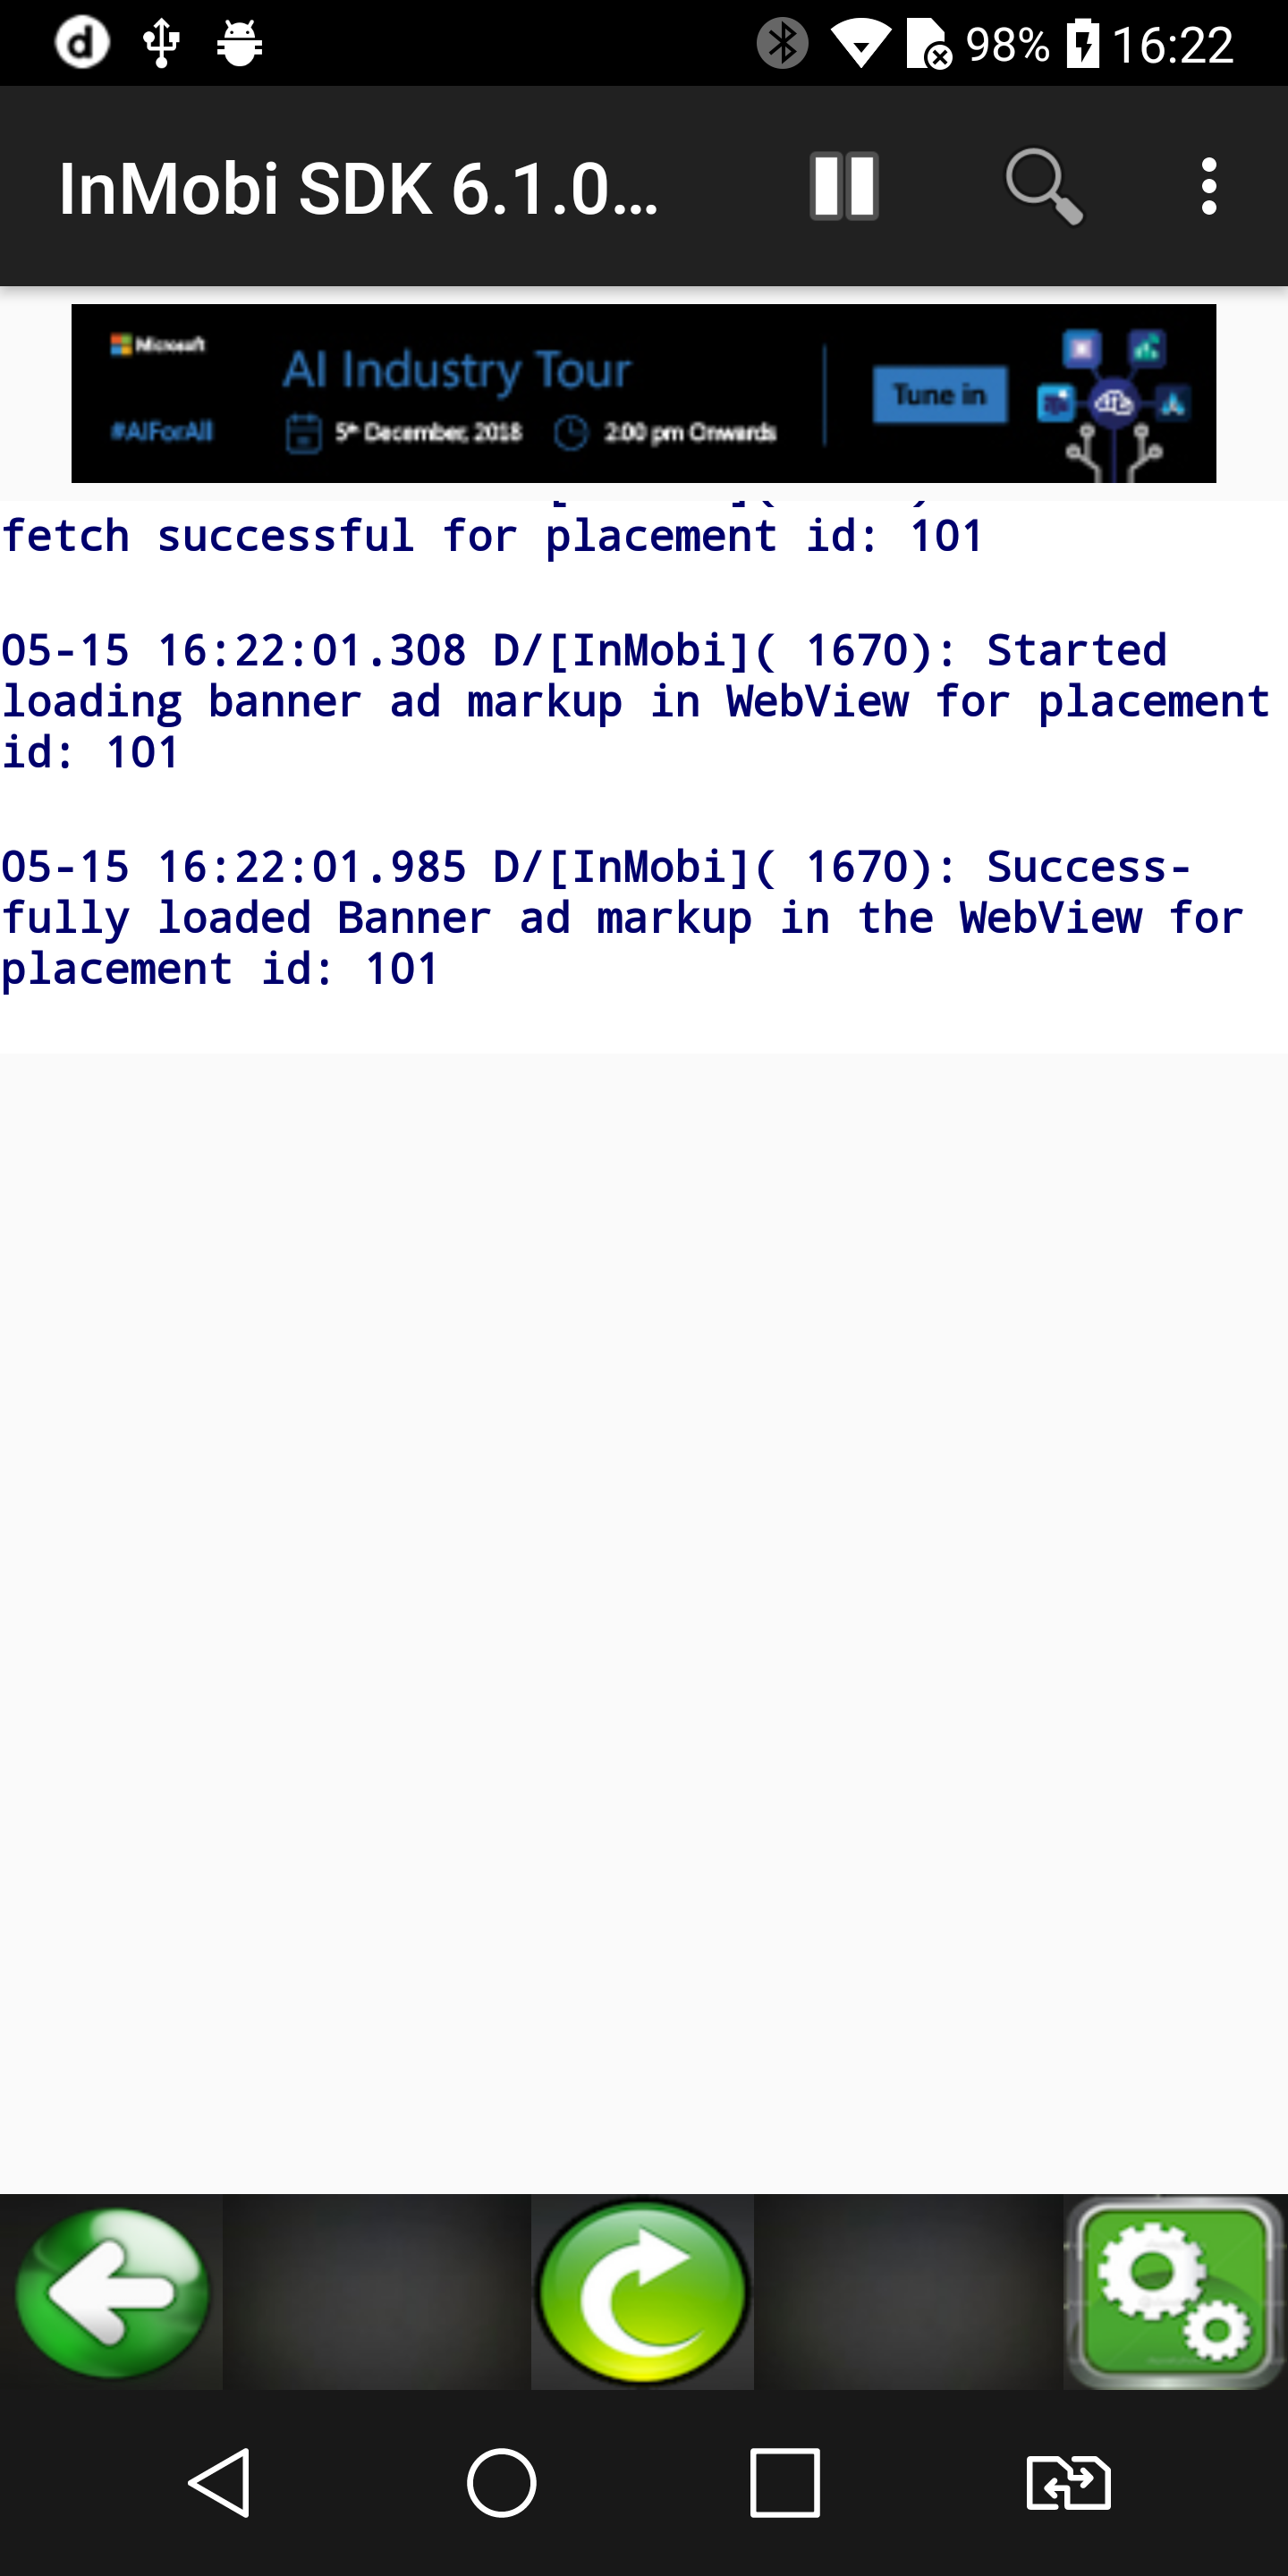 98% 16:22
InMobi SDK 6.1.0...
Microsoft
AI Industry Tour
Tune in
#AIForAll
5th December, 2018
2:00 pm Onwards
fetch successful for placement id: 101
05-15 16:22:01.308 D/[InMobi]( 1670): Started
loading banner ad markup in WebView for placement
id: 101
05-15 16:22:01.985 D/[InMobi]( 1670): Success-
fully loaded Banner ad markup in the WebView for
placement id: 101